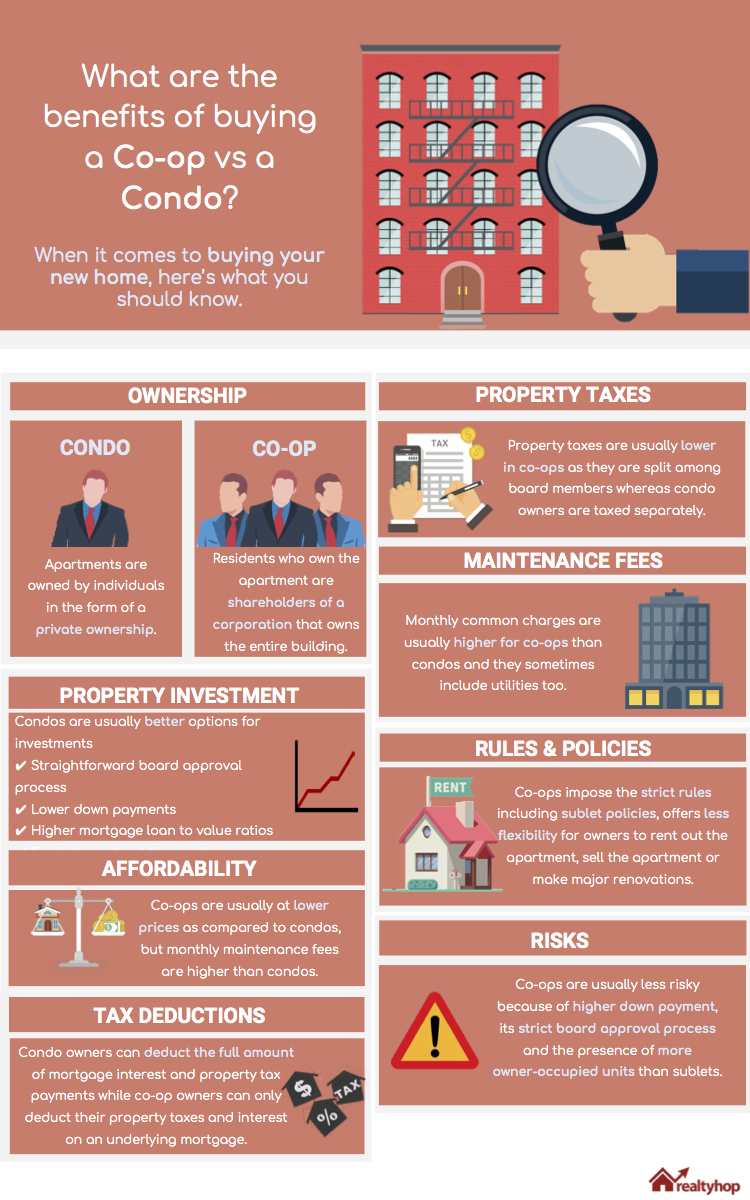 What are the
benefits of buying
a Co-op vs a
Condo?
When it comes to buying your
new home, here's what you
should know.
OWNERSHIP
CONDO
Apartments are
owned by individuals
in the form of a
private ownership.
CO-OP
Residents who own the
apartment are
shareholders of a
corporation that owns
the entire building.
PROPERTY INVESTMENT
Condos are usually better options for
investments
✔ Straightforward board approval
process
✔ Lower down payments
✔ Higher mortgage loan to value ratios
AFFORDABILITY
Co-ops are usually at lower
prices as compared to condos,
but monthly maintenance fees
are higher than condos.
TAX DEDUCTIONS
Condo owners can deduct the full amount
of mortgage interest and property tax
payments while co-op owners can only
deduct their property taxes and interest
on an underlying mortgage.
$
TAX
%
PROPERTY TAXES
TAX
Property taxes are usually lower
in co-ops as they are split among
board members whereas condo
owners are taxed separately.
MAINTENANCE FEES
Monthly common charges are
usually higher for co-ops than
condos and they sometimes
include utilities too.
RULES & POLICIES
RENT
Co-ops impose the strict rules
including sublet policies, offers less
flexibility for owners to rent out the
apartment, sell the apartment or
make major renovations.
RISKS
Co-ops are usually less risky
because of higher down payment,
its strict board approval process
and the presence of more
owner-occupied units than sublets.
realtyhop